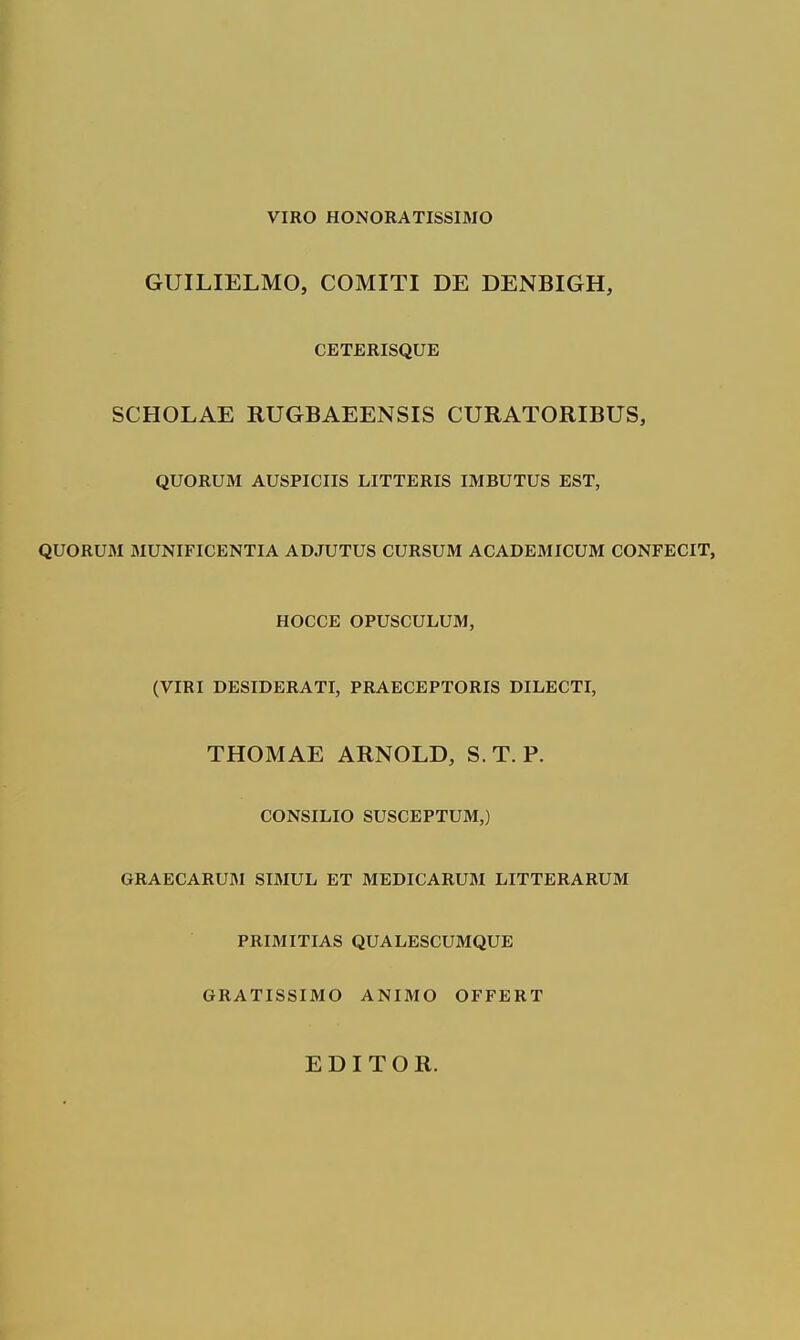 VIRO HONORATISSIMO
GUILIELMO, COMITI DE DENBIGH,
CETERISQUE
SCHOLAE RUGBAEENSIS CURATORIBUS,
QUORUM AUSPICIIS LITTERIS IMBUTUS EST,
QUORUM MUNIFICENTIA ADJUTUS CURSUM ACADEMICUM CONFECIT,
HOCCE OPUSCULUM,
(VIRI DESIDERATI, PRAECEPTORIS DILECTI,
THOMAE ARNOLD, S. T. P.
CONSILIO SUSCEPTUM,)
GRAECARUM SIMUL ET MEDICARUM LITTERARUM
PRIMITIAS QUALESCUMQUE
GRATISSIMO ANIMO OFFERT
EDITOR.